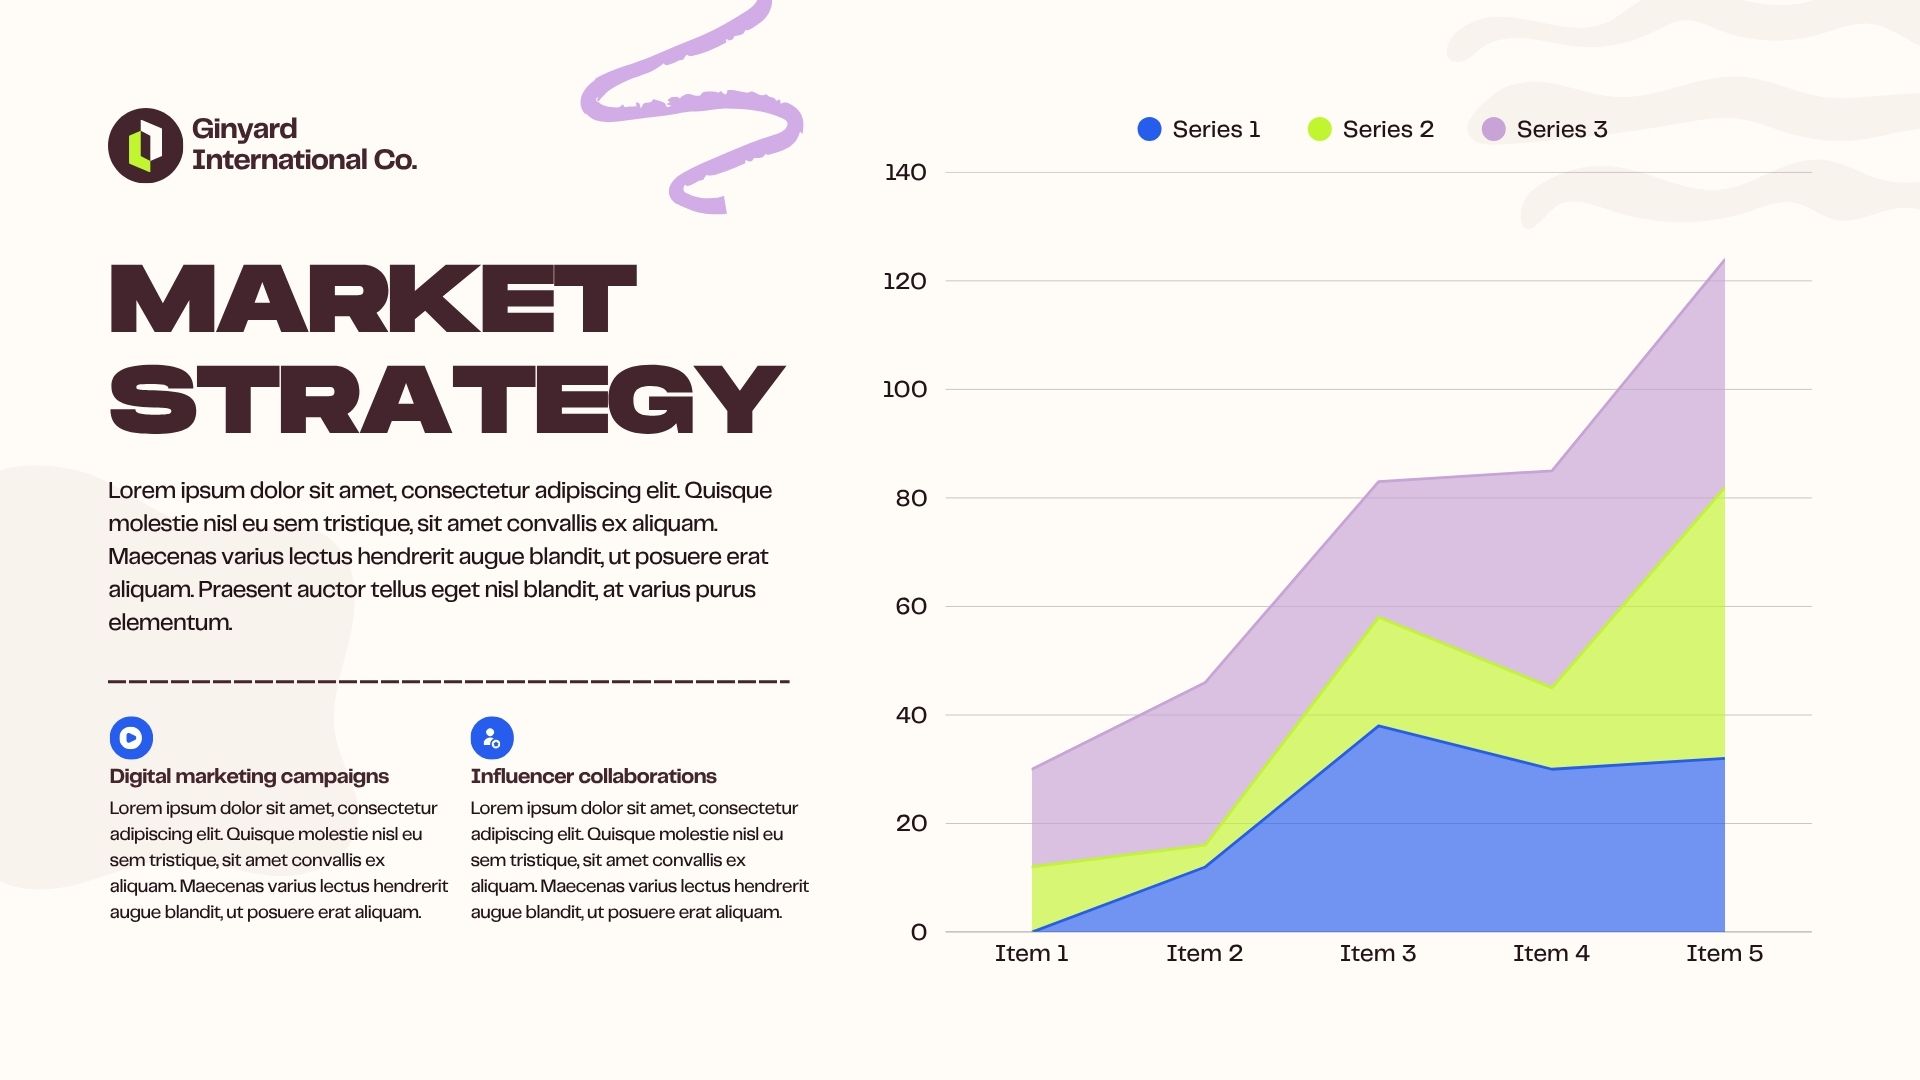 Ginyard
International Co.
MARKET
STRATEGY
Lorem ipsum dolor sit amet, consectetur adipiscing elit. Quisque
molestie nisl eu sem tristique, sit amet convallis ex aliquam.
Maecenas varius lectus hendrerit augue blandit, ut posuere erat
aliquam. Praesent auctor tellus eget nisl blandit, at varius purus
elementum.
Digital marketing campaigns
Lorem ipsum dolor sit amet, consectetur
adipiscing elit. Quisque molestie nisl eu
sem tristique, sit amet convallis ex
aliquam. Maecenas varius lectus hendrerit
augue blandit, ut posuere erat aliquam.
Influencer collaborations
Lorem ipsum dolor sit amet, consectetur
adipiscing elit. Quisque molestie nisl eu
sem tristique, sit amet convallis ex
aliquam. Maecenas varius lectus hendrerit
augue blandit, ut posuere erat aliquam.
Series 1 Series 2 Series 3
140
120
100
80
60
40
20
0
Item 1 Item 2 Item 3 Item 4 Item 5